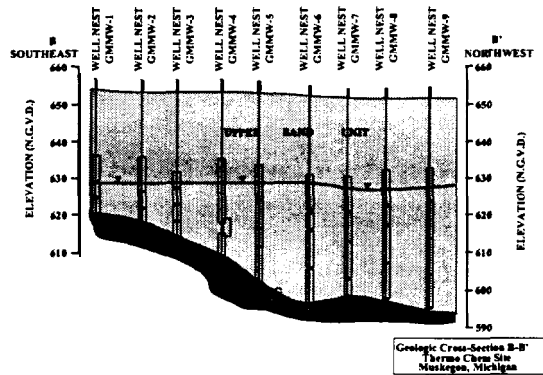 B
SOUTHEAST
WELL NEST
GMMW-1
WELL NEST
GMMW-2
WELL NEST
GMMW-3
WELL NEST
GMMW-4
WELL NEST
GMMW-5
WELL NEST
GMMW-6
WELL NEST
GMMW-7
WELL NEST
GMMW-8
WELL NEST
GMMW-9
B'
NORTHWEST
660
650
640
630
620
610
ELEVATION (N.G.V.D.)
UPPER SAND UNIT
660
650
640
630
620
610
600
590
ELEVATION (N.G.V.D.)
Geologic Cross-Section B-B'
Thermo Chem Site
Muskegon, Michigan